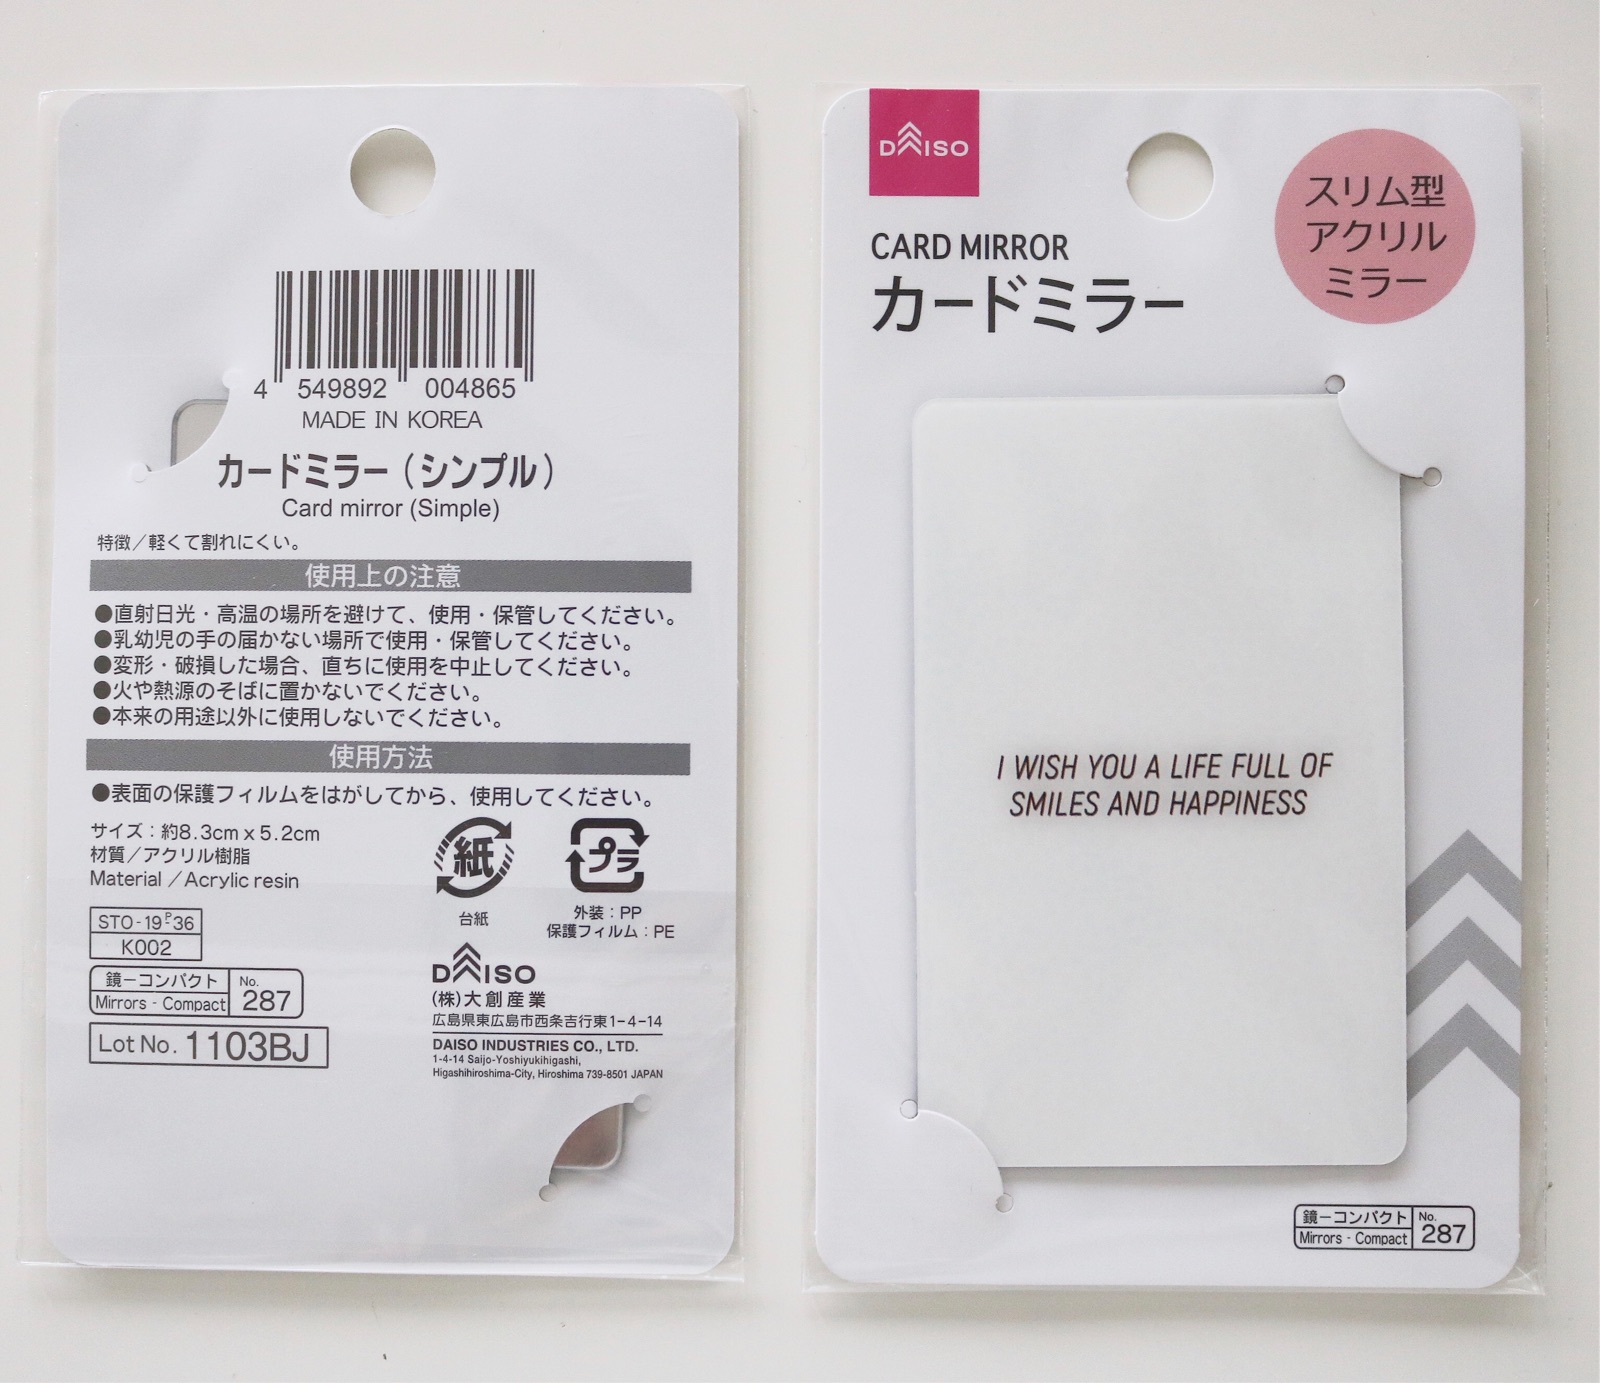 4 549892 004865
MADE IN KOREA
カードミラー（シンプル）
Card mirror (Simple)
特徴／軽くて割れにくい。
使用上の注意
●直射日光・高温の場所を避けて、使用・保管してください。
●乳幼児の手の届かない場所で使用・保管してください。
●変形・破損した場合、直ちに使用を中止してください。
●火や熱源のそばに置かないでください。
●本来の用途以外に使用しないでください。
使用方法
●表面の保護フィルムをはがしてから、使用してください。
サイズ：約8.3cm x 5.2cm
材質／アクリル樹脂
Material ／Acrylic resin
紙
台紙
プラ
外装：PP
保護フィルム：PE
STO-19-P-36
K002
鏡－コンパクト
Mirrors - Compact
No.
287
Lot No. 1103BJ
DAISO
(株)大創産業
広島県東広島市西条吉行東1-4-14
DAISO INDUSTRIES CO., LTD.
1-4-14 Saijo-Yoshiyukihigashi,
Higashihiroshima-City, Hiroshima 739-8501 JAPAN
DAISO
CARD MIRROR
カードミラー
スリム型
アクリル
ミラー
I WISH YOU A LIFE FULL OF
SMILES AND HAPPINESS
鏡－コンパクト
Mirrors - Compact
No.
287